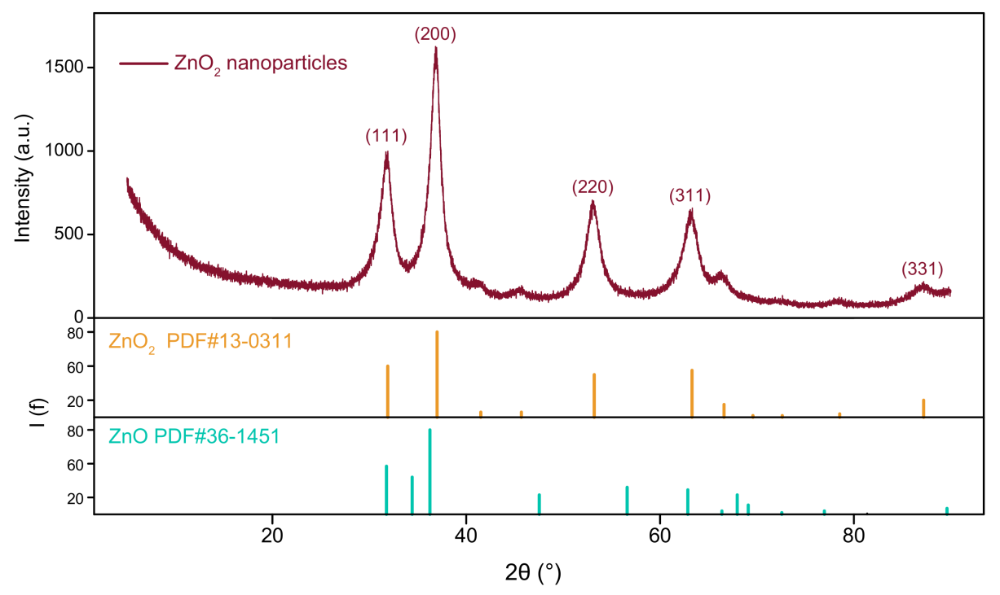 (200)
1500
ZnO₂ nanoparticles
(111)
1000
(220)
(311)
Intensity (a.u.)
500
(331)
0
80
ZnO₂ PDF#13-0311
60
20
I (f)
80
ZnO PDF#36-1451
60
20
20 40 60 80
2θ (°)